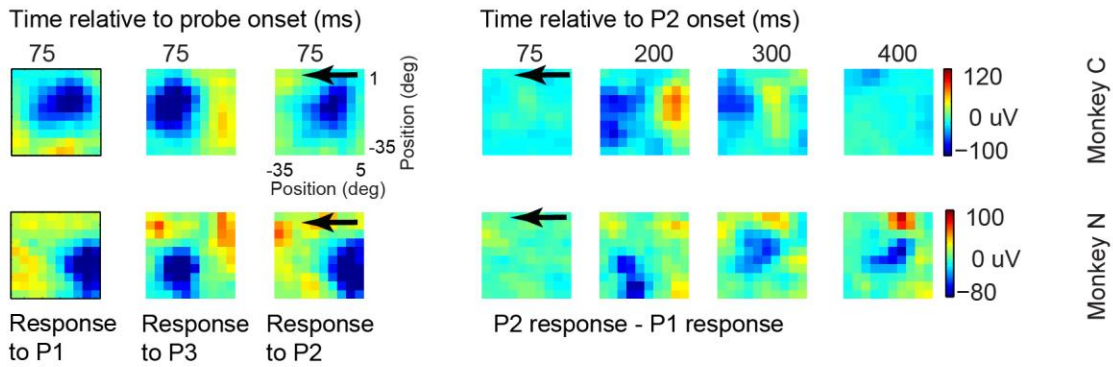 Time relative to probe onset (ms)
75 75 75
Time relative to P2 onset (ms)
75 200 300 400
1
-35
Position (deg)
-35 5
Position (deg)
120
0 uV
−100
Monkey C
100
0 uV
−80
Monkey N
Response
to P1
Response
to P3
Response
to P2
P2 response - P1 response